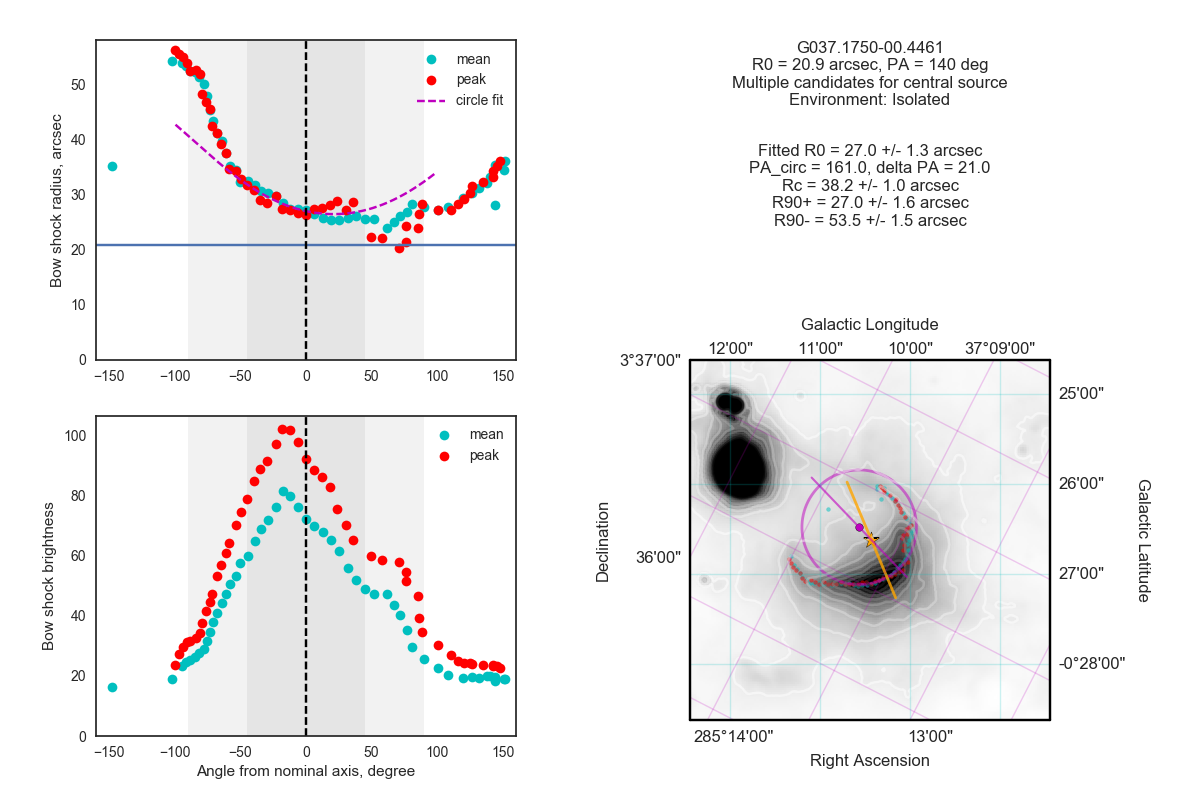 50
40
30
20
10
0
Bow shock radius, arcsec
mean
peak
circle fit
−150
−100
−50
0
50
100
150
100
80
60
40
20
0
Bow shock brightness
mean
peak
−150
−100
−50
0
50
100
150
Angle from nominal axis, degree
G037.1750-00.4461
R0 = 20.9 arcsec, PA = 140 deg
Multiple candidates for central source
Environment: Isolated
Fitted R0 = 27.0 +/- 1.3 arcsec
PA_circ = 161.0, delta PA = 21.0
Rc = 38.2 +/- 1.0 arcsec
R90+ = 27.0 +/- 1.6 arcsec
R90- = 53.5 +/- 1.5 arcsec
Galactic Longitude
12'00"
11'00"
10'00"
37°09'00"
3°37'00"
36'00"
Declination
25'00"
26'00"
27'00"
-0°28'00"
Galactic Latitude
285°14'00"
13'00"
Right Ascension